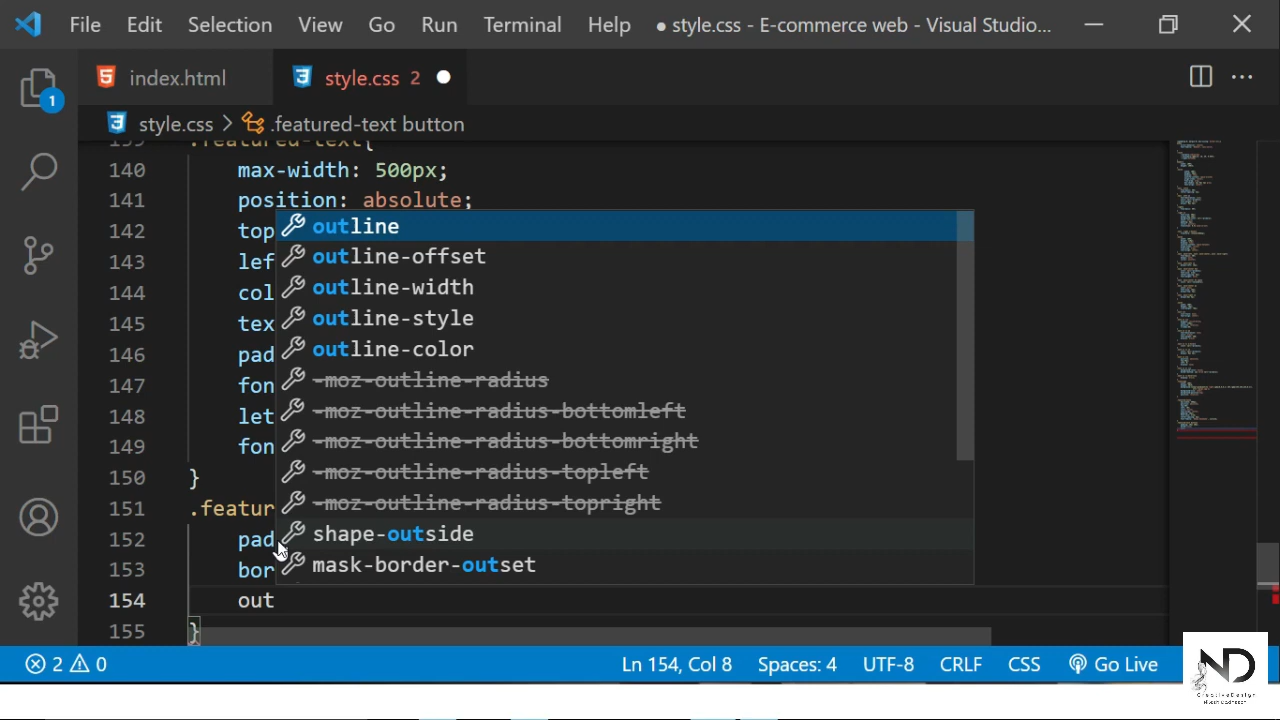 File Edit Selection View Go Run Terminal Help ● style.css - E-commerce web - Visual Studio...
1
index.html style.css 2
style.css > .featured-text button
139 .featured-text{
140 max-width: 500px;
141 position: absolute;
142 top
143 lef
144 col
145 tex
146 pad
147 fon
148 let
149 fon
150 }
151 .featur
152 pad
153 bor
154 out
155 }
outline
outline-offset
outline-width
outline-style
outline-color
-moz-outline-radius
-moz-outline-radius-bottomleft
-moz-outline-radius-bottomright
-moz-outline-radius-topleft
-moz-outline-radius-topright
shape-outside
mask-border-outset
2 0 Ln 154, Col 8 Spaces: 4 UTF-8 CRLF CSS Go Live
ND
CreativeDesign